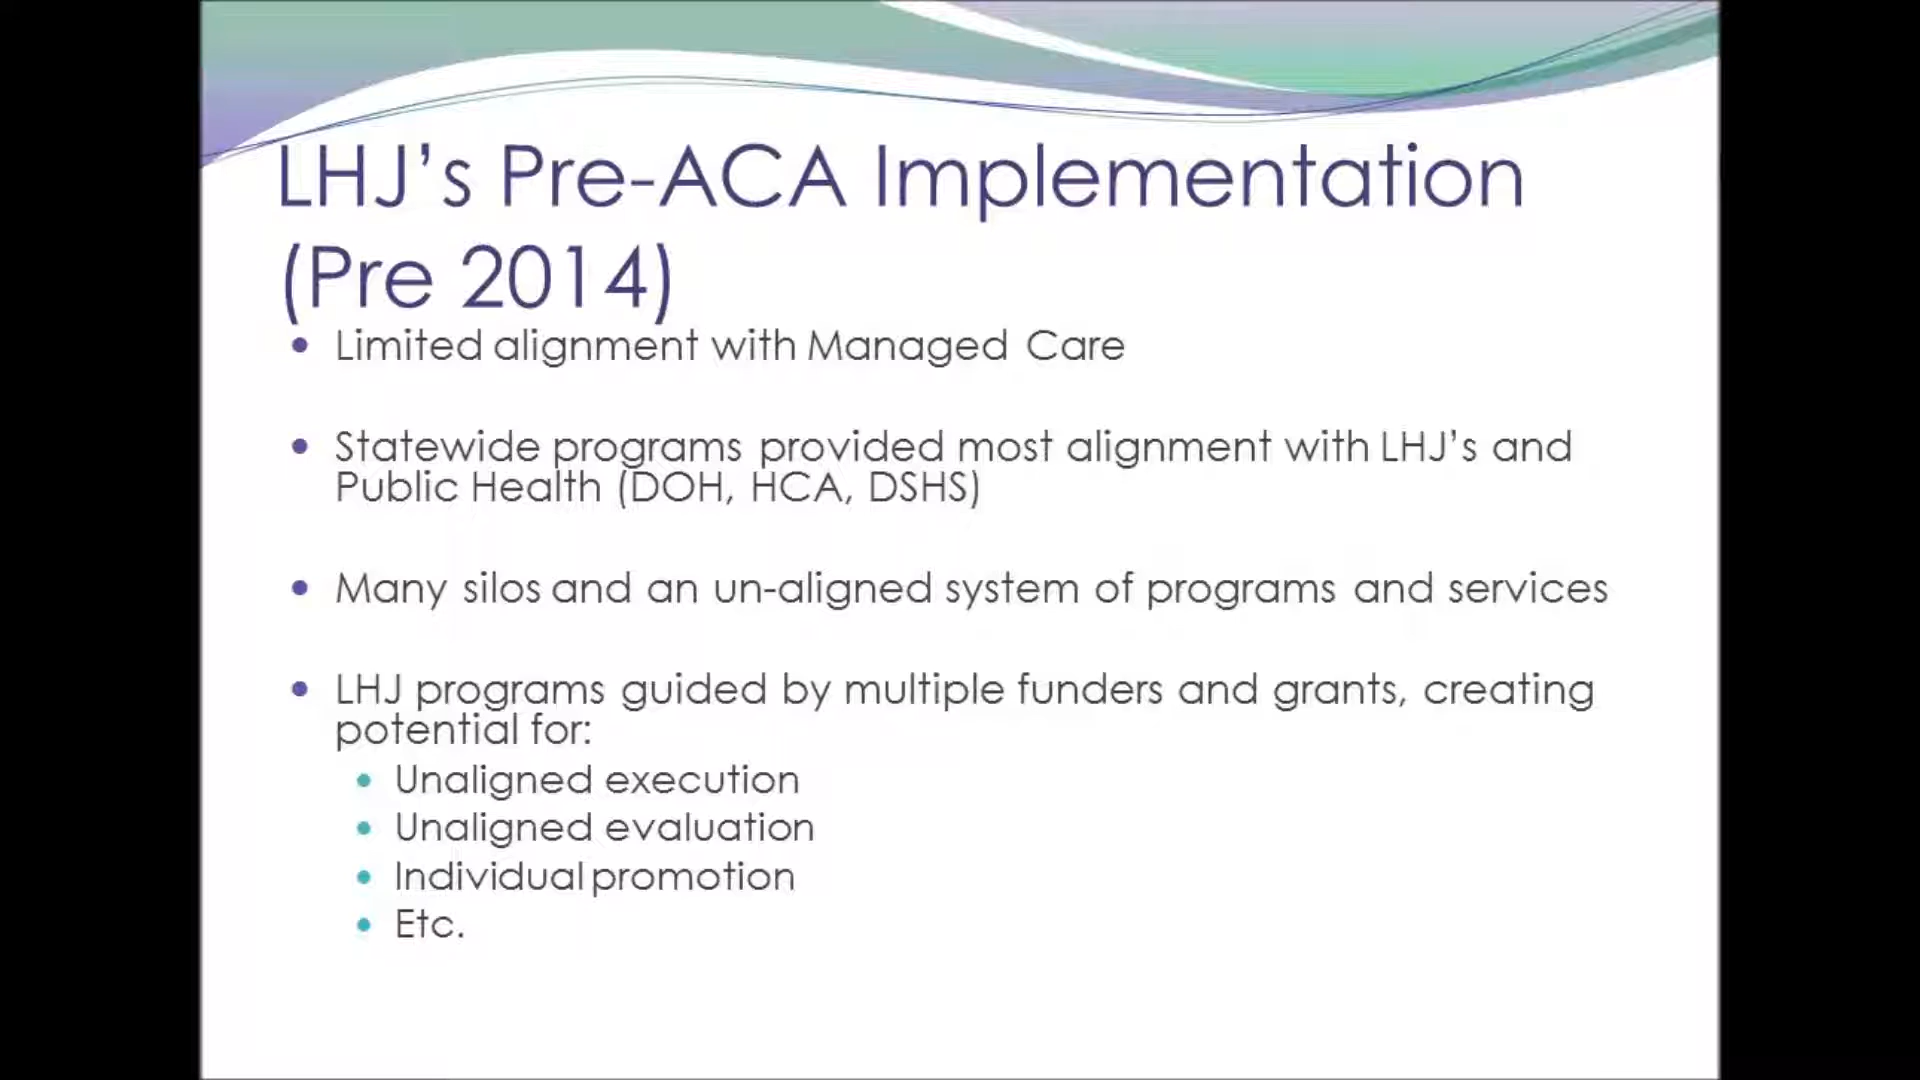 LHJ’s Pre-ACA Implementation
(Pre 2014)
• Limited alignment with Managed Care
• Statewide programs provided most alignment with LHJ’s and
Public Health (DOH, HCA, DSHS)
• Many silos and an un-aligned system of programs and services
• LHJ programs guided by multiple funders and grants, creating
potential for:
• Unaligned execution
• Unaligned evaluation
• Individual promotion
• Etc.